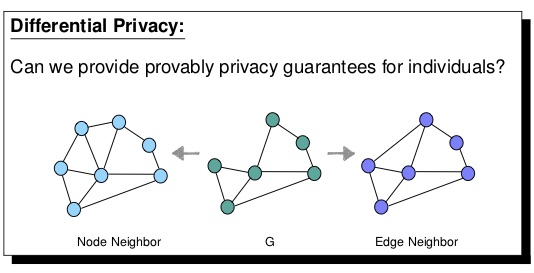 Differential Privacy:
Can we provide provably privacy guarantees for individuals?
Node Neighbor G Edge Neighbor